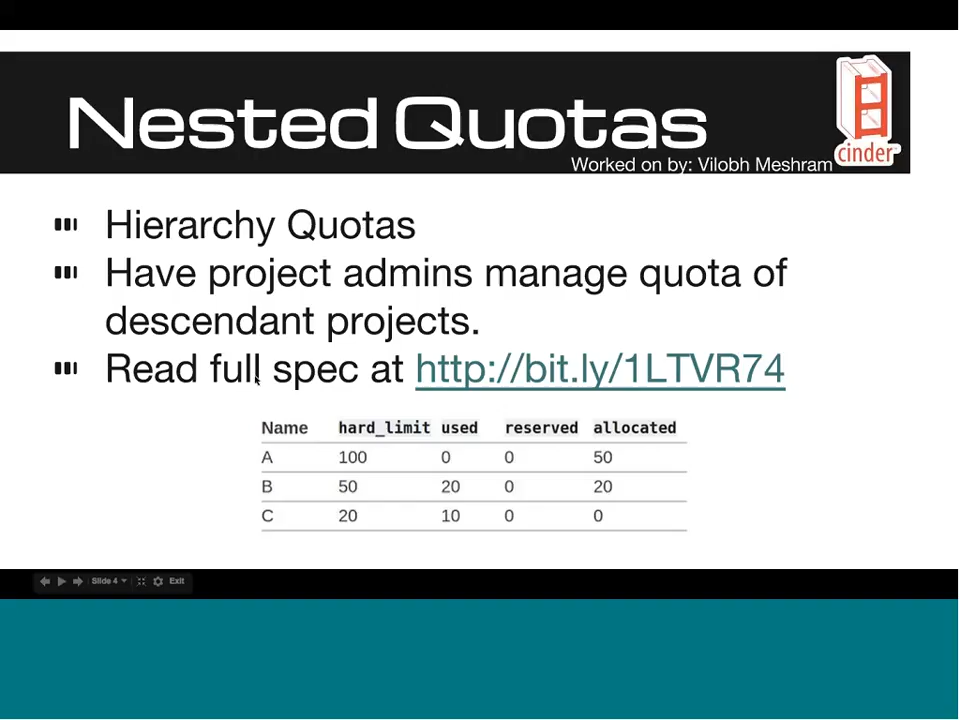 Nested Quotas
cinder
Worked on by: Vilobh Meshram
Hierarchy Quotas
Have project admins manage quota of
descendant projects.
Read full spec at http://bit.ly/1LTVR74
Name hard_limit used reserved allocated
A 100 0 0 50
B 50 20 0 20
C 20 10 0 0
Slide 4 Exit